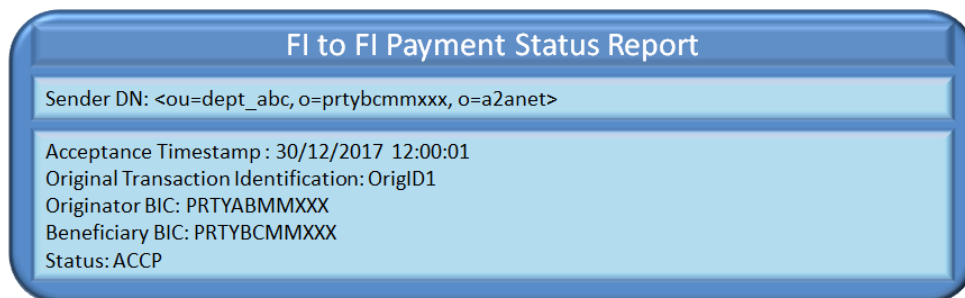 FI to FI Payment Status Report
Sender DN: <ou=dept_abc, o=prtybcmmxxx, o=a2anet>
Acceptance Timestamp : 30/12/2017 12:00:01
Original Transaction Identification: OrigID1
Originator BIC: PRTYABMMXXX
Beneficiary BIC: PRTYBCMMXXX
Status: ACCP